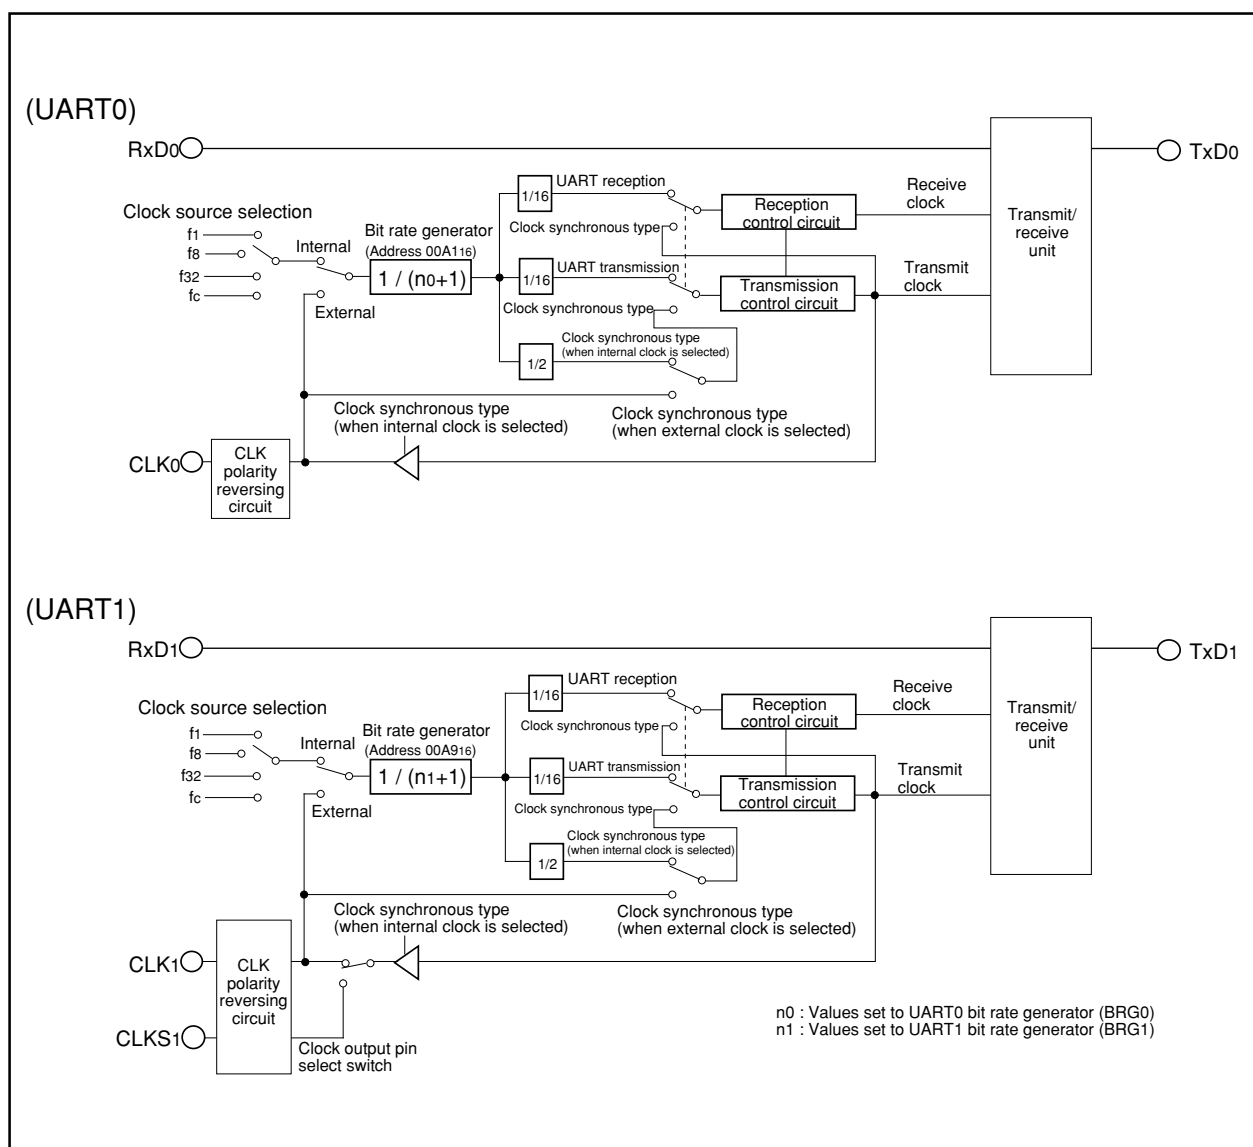 (UART0)
RxD0
TxD0
Clock source selection
f1
f8
f32
fc
Internal
External
Bit rate generator
(Address 00A116)
1 / (n0+1)
1/16
UART reception
Clock synchronous type
1/16
UART transmission
Clock synchronous type
1/2
Clock synchronous type
(when internal clock is selected)
Reception
control circuit
Transmission
control circuit
Receive
clock
Transmit
clock
Transmit/
receive
unit
Clock synchronous type
(when internal clock is selected)
Clock synchronous type
(when external clock is selected)
CLK0
CLK
polarity
reversing
circuit
(UART1)
RxD1
TxD1
Clock source selection
f1
f8
f32
fc
Internal
External
Bit rate generator
(Address 00A916)
1 / (n1+1)
1/16
UART reception
Clock synchronous type
1/16
UART transmission
Clock synchronous type
1/2
Clock synchronous type
(when internal clock is selected)
Reception
control circuit
Transmission
control circuit
Receive
clock
Transmit
clock
Transmit/
receive
unit
Clock synchronous type
(when internal clock is selected)
Clock synchronous type
(when external clock is selected)
CLK1
CLKS1
CLK
polarity
reversing
circuit
Clock output pin
select switch
n0 : Values set to UART0 bit rate generator (BRG0)
n1 : Values set to UART1 bit rate generator (BRG1)